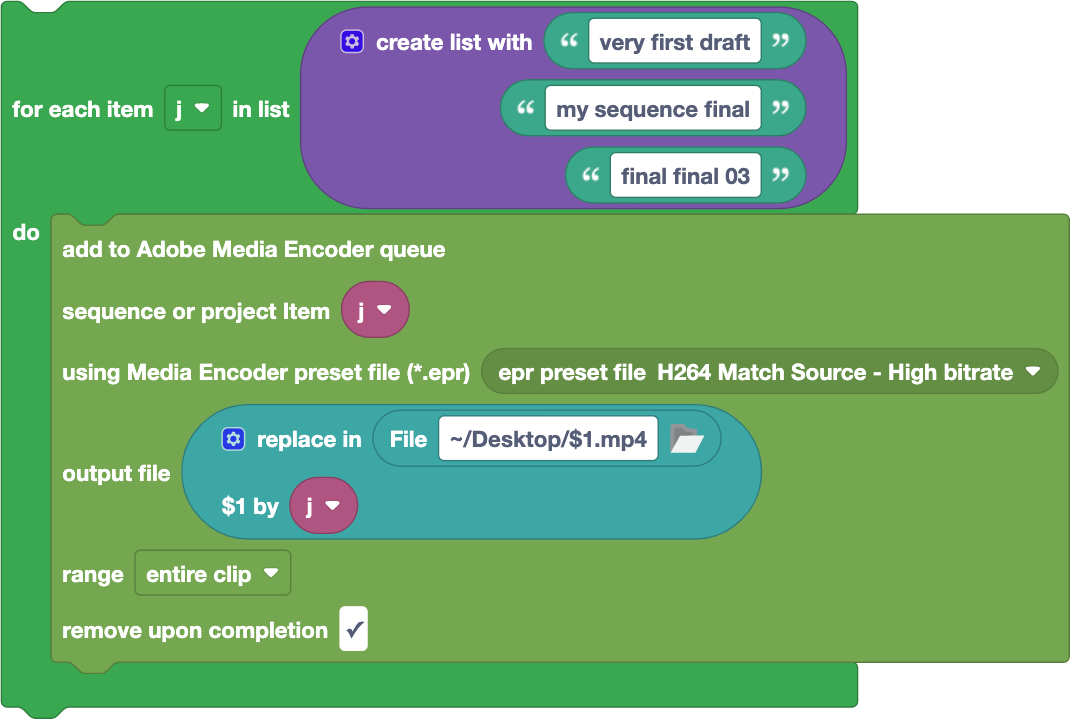 create list with “ very first draft ”
for each item j in list “ my sequence final ”
“ final final 03 ”
do
add to Adobe Media Encoder queue
sequence or project Item j
using Media Encoder preset file (*.epr) epr preset file H264 Match Source - High bitrate
replace in File ~/Desktop/$1.mp4
output file
$1 by j
range entire clip
remove upon completion ✓